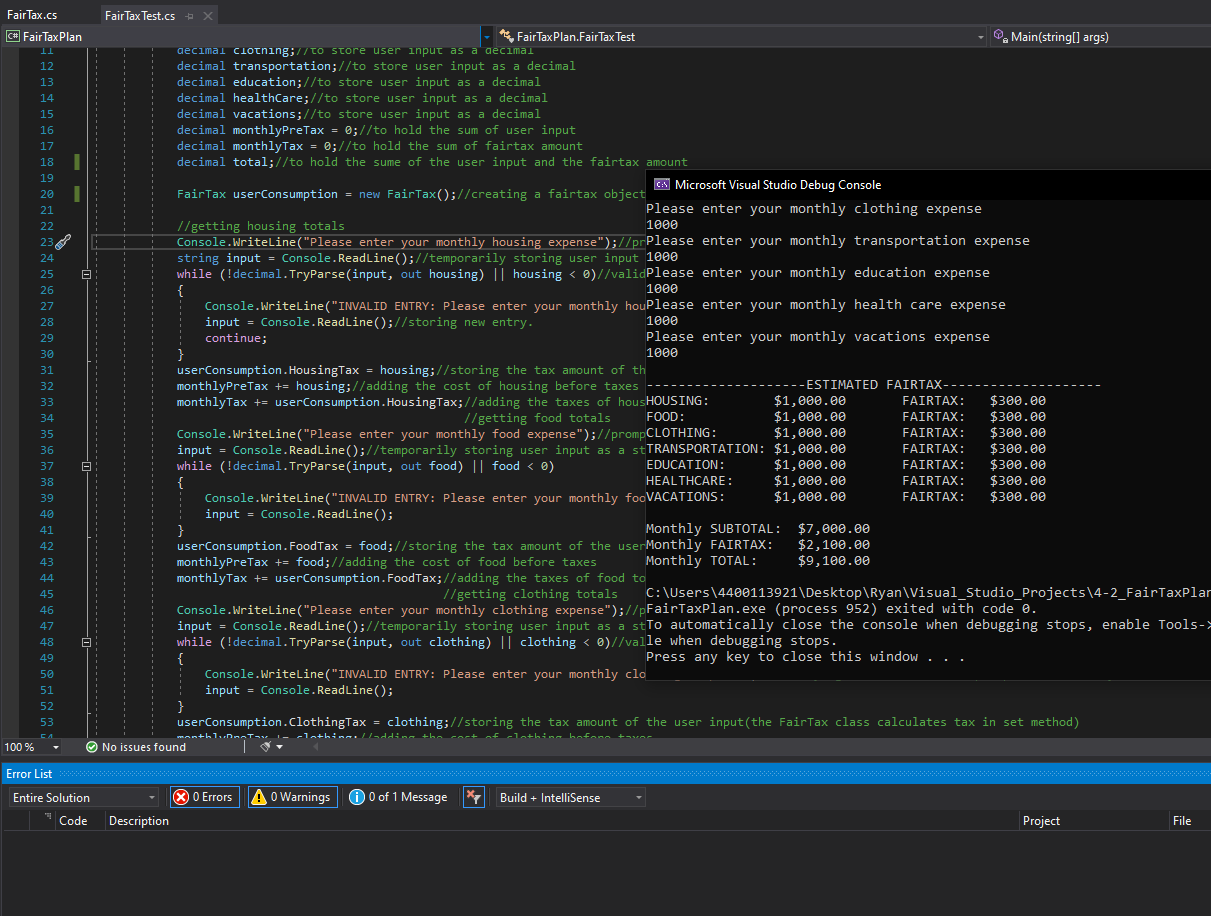 FairTax.cs
FairTaxTest.cs
C# FairTaxPlan
FairTaxPlan.FairTaxTest
Main(string[] args)
11 decimal clothing;//to store user input as a decimal
12 decimal transportation;//to store user input as a decimal
13 decimal education;//to store user input as a decimal
14 decimal healthCare;//to store user input as a decimal
15 decimal vacations;//to store user input as a decimal
16 decimal monthlyPreTax = 0;//to hold the sum of user input
17 decimal monthlyTax = 0;//to hold the sum of fairtax amount
18 decimal total;//to hold the sume of the user input and the fairtax amount
19
20 FairTax userConsumption = new FairTax();//creating a fairtax object
21
22 //getting housing totals
23 Console.WriteLine("Please enter your monthly housing expense");//pr
24 string input = Console.ReadLine();//temporarily storing user input
25 while (!decimal.TryParse(input, out housing) || housing < 0)//valid
26 {
27 Console.WriteLine("INVALID ENTRY: Please enter your monthly hou
28 input = Console.ReadLine();//storing new entry.
29 continue;
30 }
31 userConsumption.HousingTax = housing;//storing the tax amount of th
32 monthlyPreTax += housing;//adding the cost of housing before taxes
33 monthlyTax += userConsumption.HousingTax;//adding the taxes of hous
34 //getting food totals
35 Console.WriteLine("Please enter your monthly food expense");//promp
36 input = Console.ReadLine();//temporarily storing user input as a st
37 while (!decimal.TryParse(input, out food) || food < 0)
38 {
39 Console.WriteLine("INVALID ENTRY: Please enter your monthly foo
40 input = Console.ReadLine();
41 }
42 userConsumption.FoodTax = food;//storing the tax amount of the user
43 monthlyPreTax += food;//adding the cost of food before taxes
44 monthlyTax += userConsumption.FoodTax;//adding the taxes of food to
45 //getting clothing totals
46 Console.WriteLine("Please enter your monthly clothing expense");//p
47 input = Console.ReadLine();//temporarily storing user input as a st
48 while (!decimal.TryParse(input, out clothing) || clothing < 0)//val
49 {
50 Console.WriteLine("INVALID ENTRY: Please enter your monthly clo
51 input = Console.ReadLine();
52 }
53 userConsumption.ClothingTax = clothing;//storing the tax amount of the user input(the FairTax class calculates tax in set method)
54 monthlyPreTax += clothing;//adding the cost of clothing before taxes
Microsoft Visual Studio Debug Console
Please enter your monthly clothing expense
1000
Please enter your monthly transportation expense
1000
Please enter your monthly education expense
1000
Please enter your monthly health care expense
1000
Please enter your monthly vacations expense
1000
--------------------ESTIMATED FAIRTAX--------------------
HOUSING: $1,000.00 FAIRTAX: $300.00
FOOD: $1,000.00 FAIRTAX: $300.00
CLOTHING: $1,000.00 FAIRTAX: $300.00
TRANSPORTATION: $1,000.00 FAIRTAX: $300.00
EDUCATION: $1,000.00 FAIRTAX: $300.00
HEALTHCARE: $1,000.00 FAIRTAX: $300.00
VACATIONS: $1,000.00 FAIRTAX: $300.00
Monthly SUBTOTAL: $7,000.00
Monthly FAIRTAX: $2,100.00
Monthly TOTAL: $9,100.00
C:\Users\4400113921\Desktop\Ryan\Visual_Studio_Projects\4-2_FairTaxPlan
FairTaxPlan.exe (process 952) exited with code 0.
To automatically close the console when debugging stops, enable Tools->
le when debugging stops.
Press any key to close this window . . .
100 %
No issues found
Error List
Entire Solution
0 Errors
0 Warnings
0 of 1 Message
Build + IntelliSense
Code
Description
Project
File